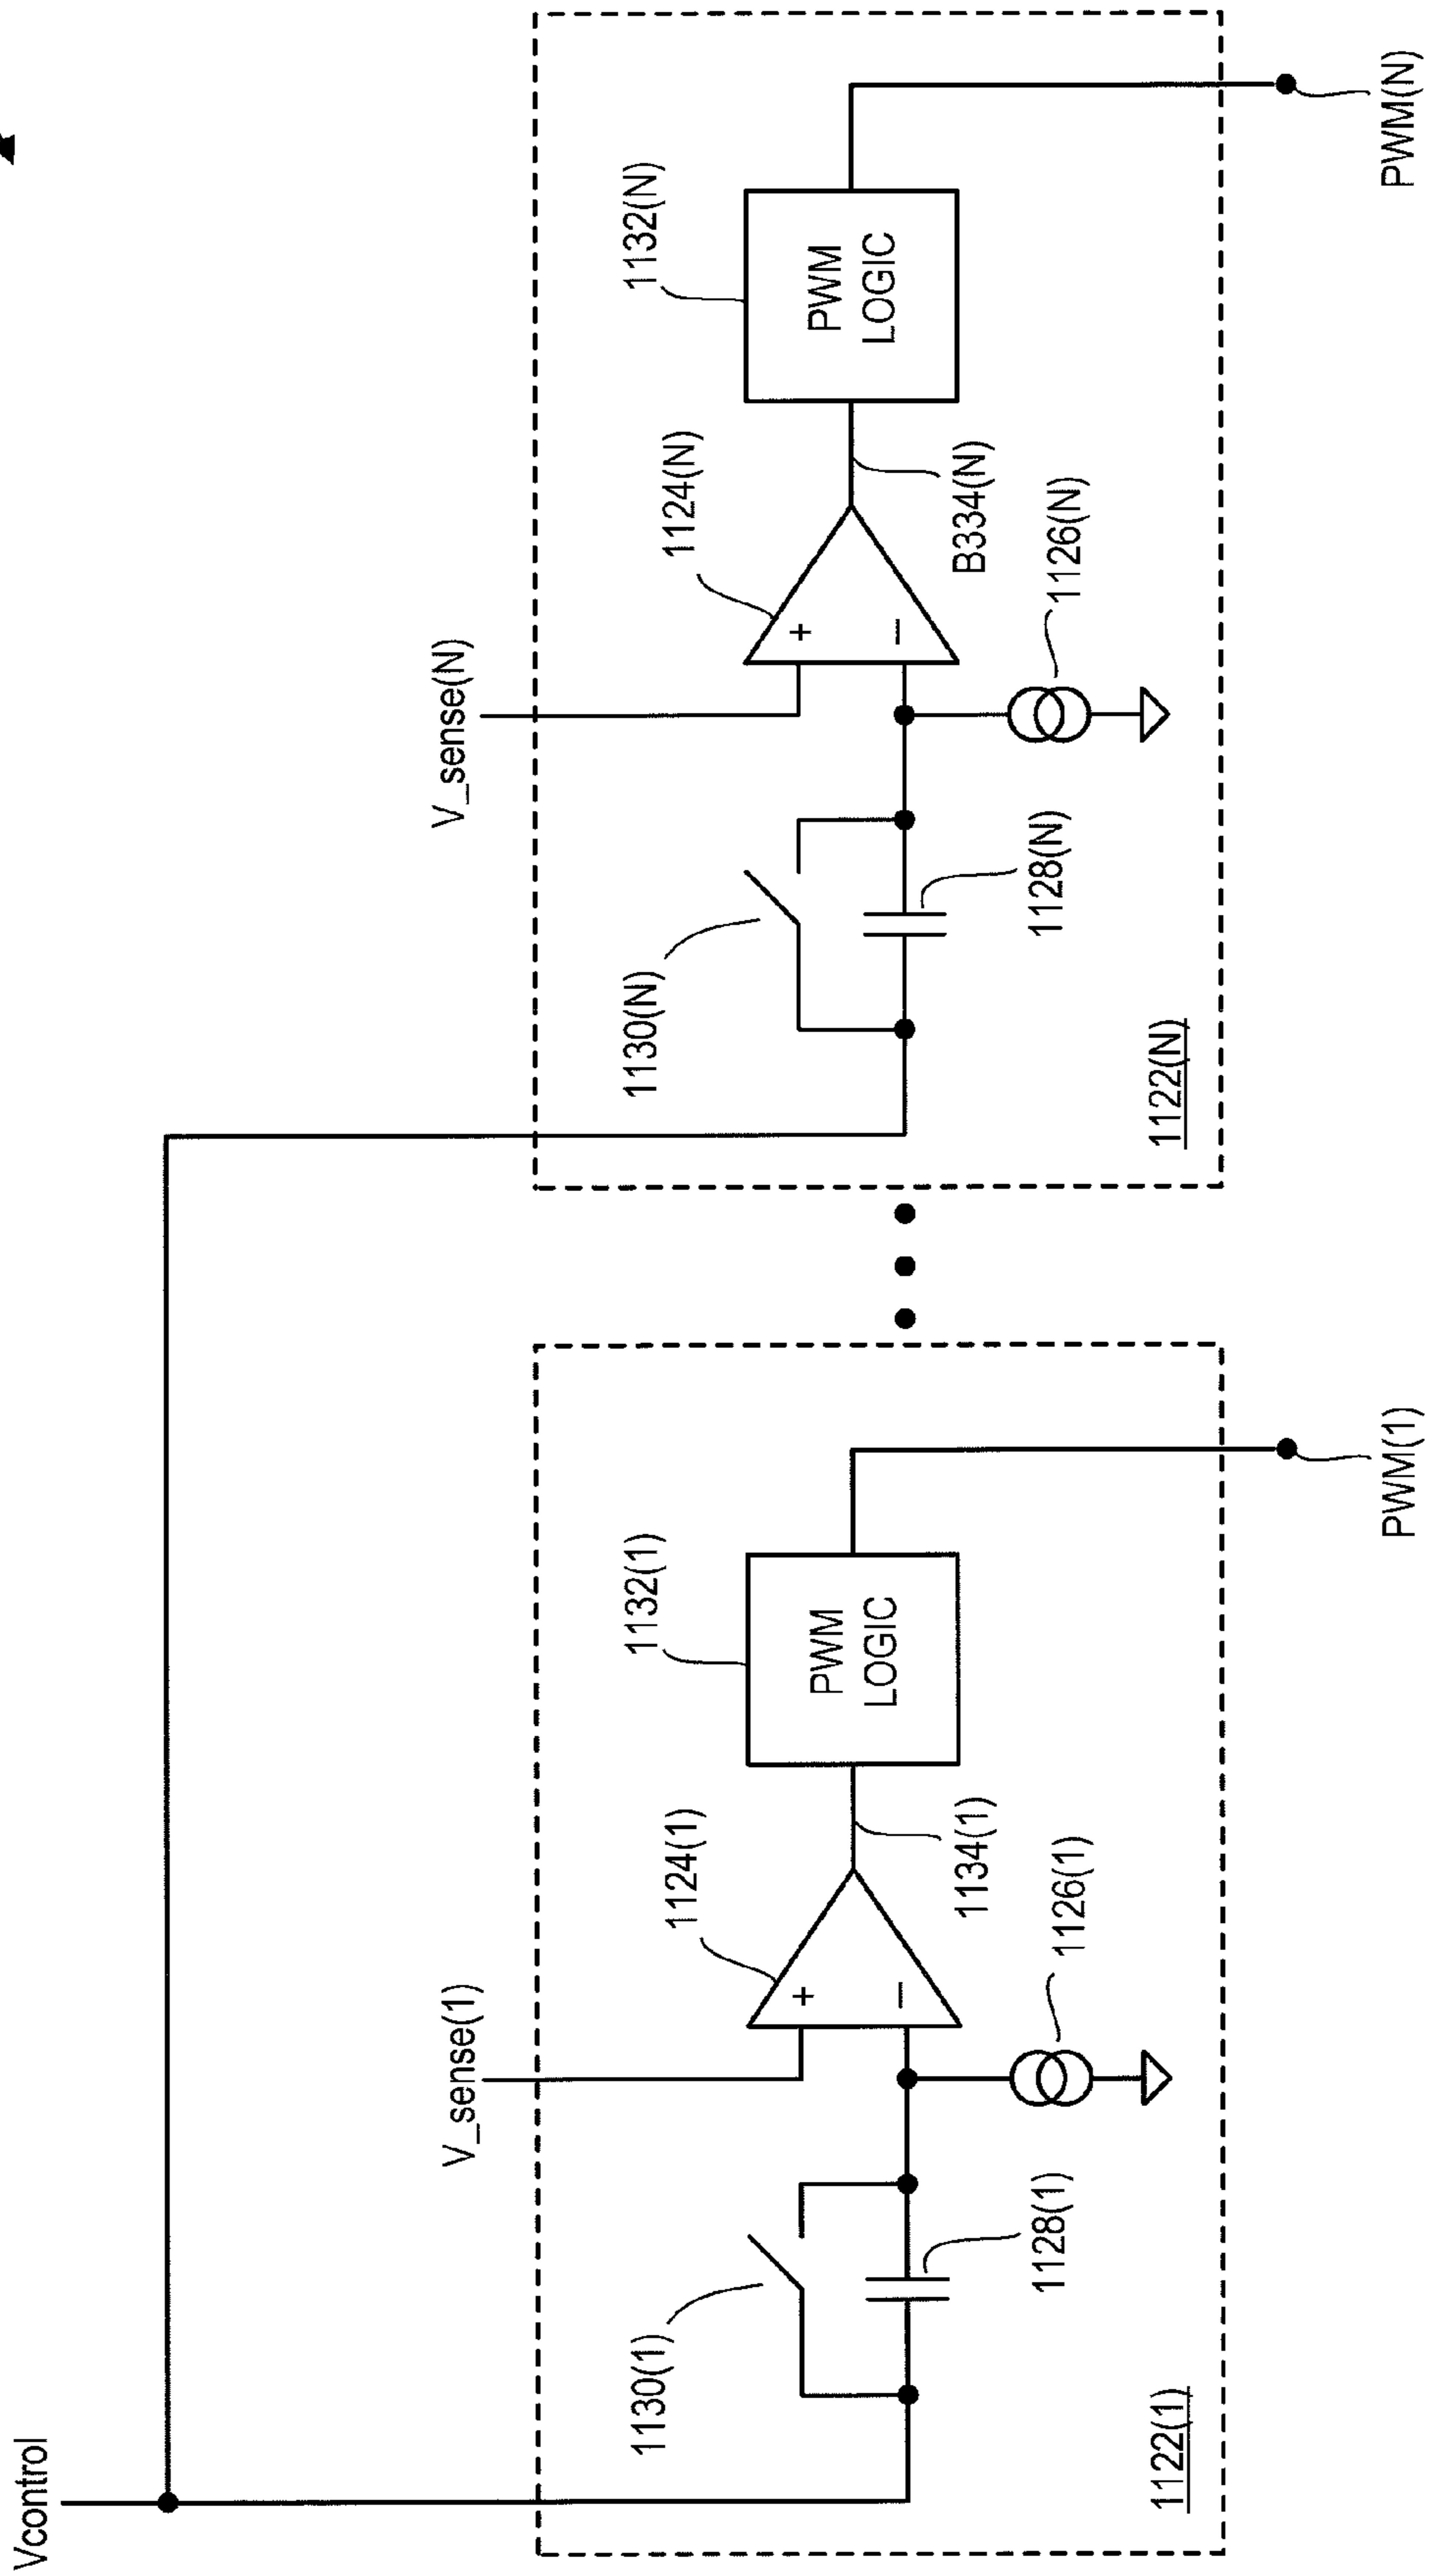 Vcontrol
V_sense(1)
1130(1)
1128(1)
1124(1)
+
−
1126(1)
1134(1)
1132(1)
PWM
LOGIC
1122(1)
PWM(1)
V_sense(N)
1130(N)
1128(N)
1124(N)
+
−
1126(N)
B334(N)
1132(N)
PWM
LOGIC
1122(N)
PWM(N)